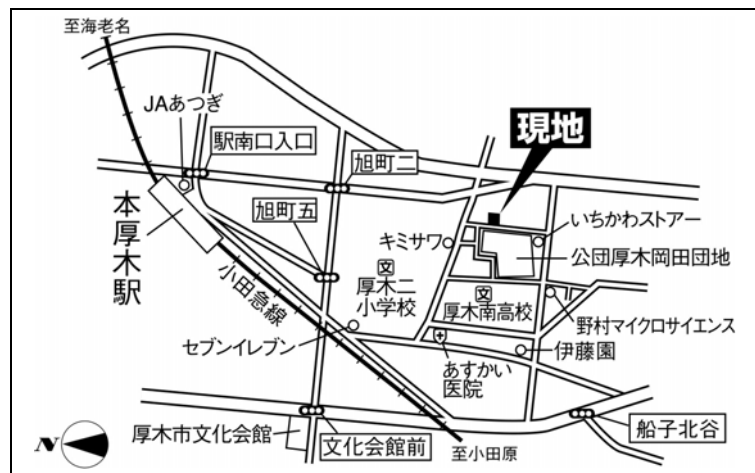 至海老名
JAあつぎ
駅南口入口
旭町二
現地
本厚木駅
旭町五
キミサワ
いちかわストアー
公団厚木岡田団地
小田急線
文
厚木二
小学校
文
厚木南高校
野村マイクロサイエンス
セブンイレブン
あすかい
医院
伊藤園
N
厚木市文化会館
文化会館前
至小田原
船子北谷